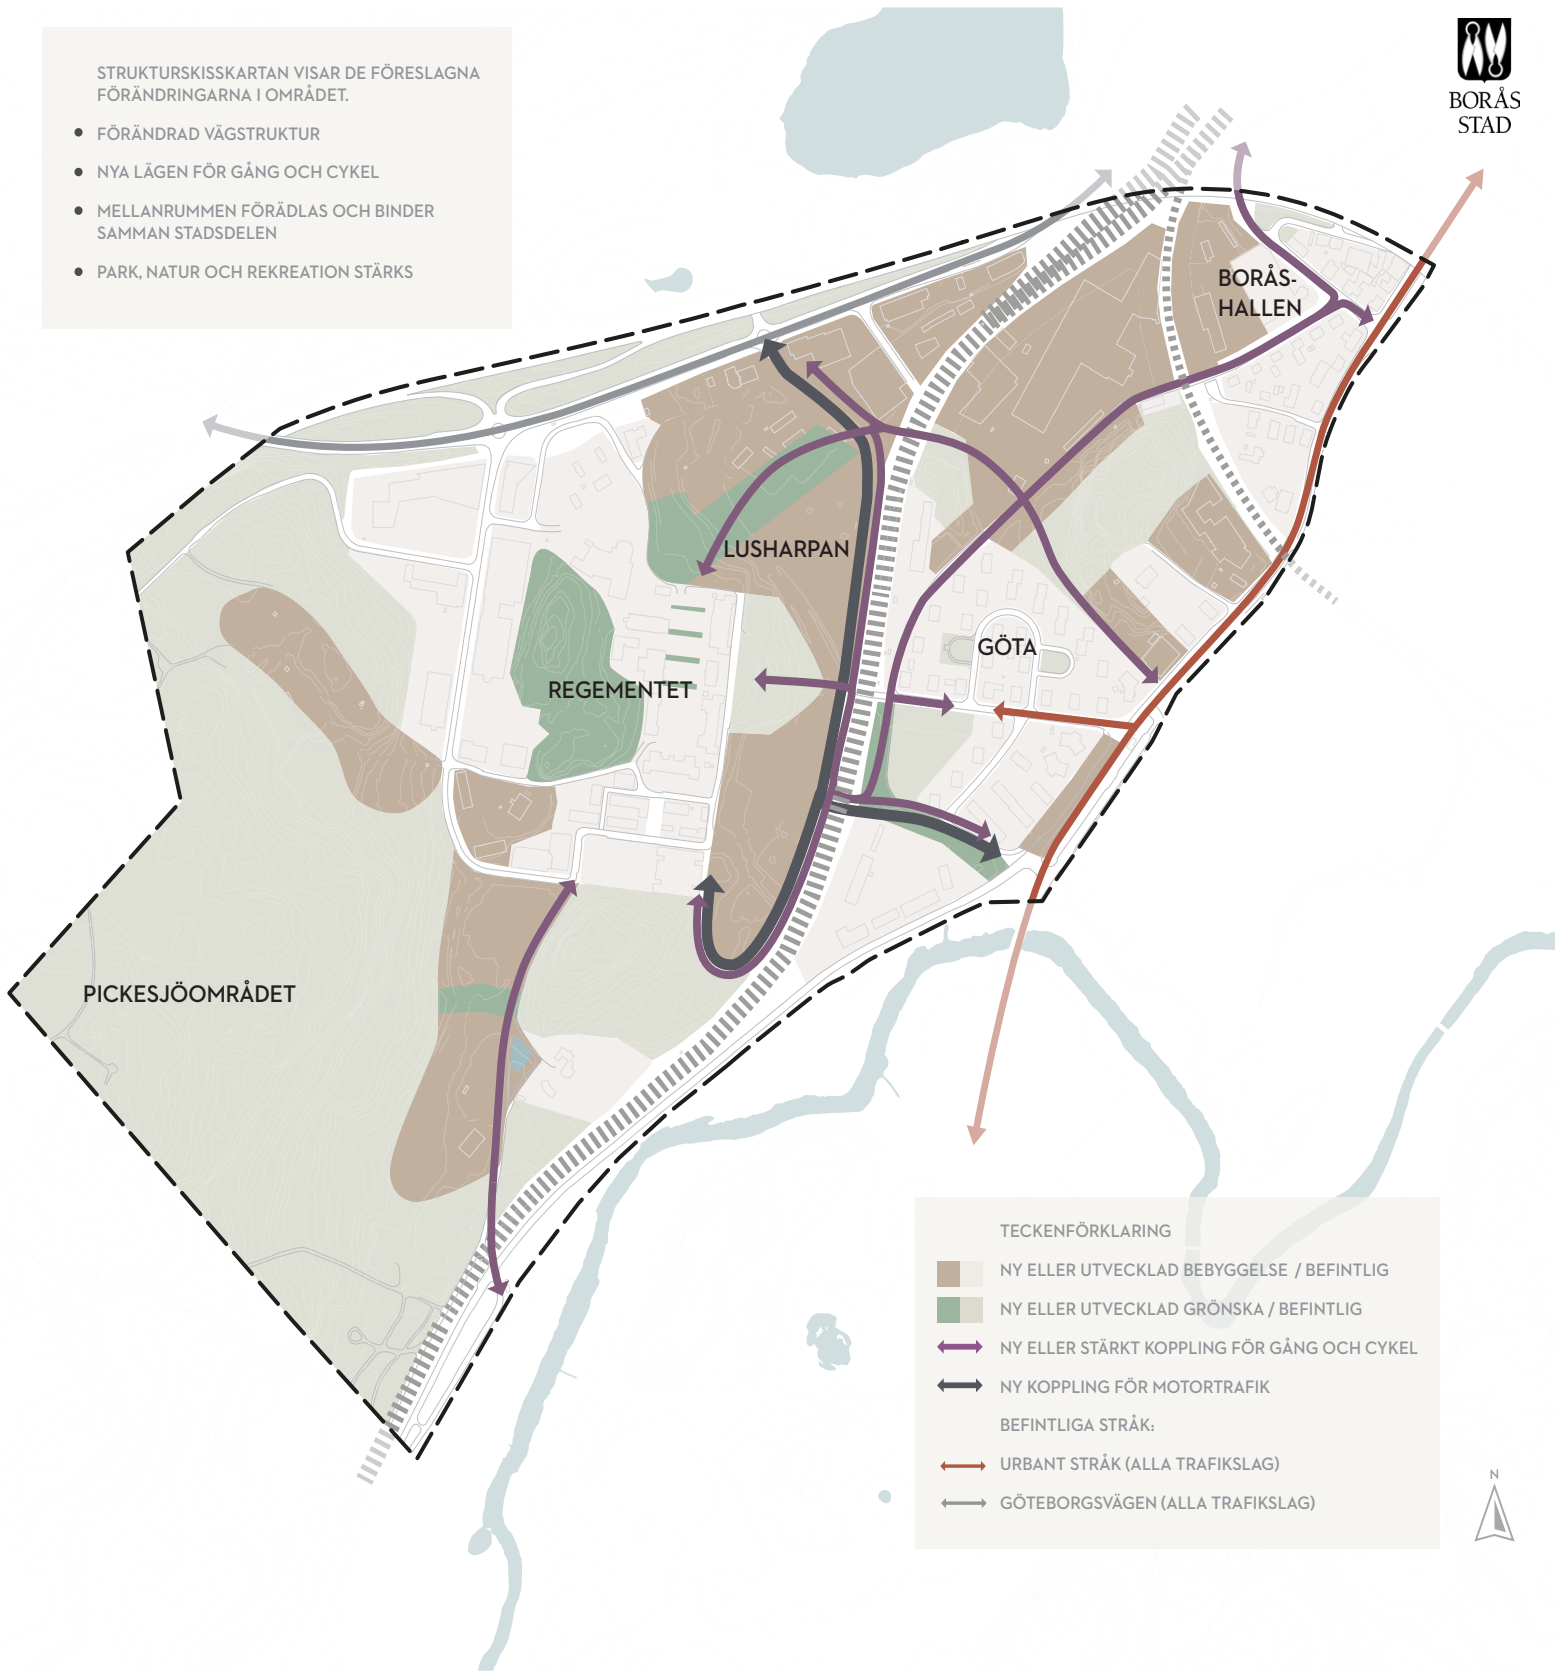 STRUKTURSKISSKARTAN VISAR DE FÖRESLAGNA
FÖRÄNDRINGARNA I OMRÅDET.
FÖRÄNDRAD VÄGSTRUKTUR
NYA LÄGEN FÖR GÅNG OCH CYKEL
MELLANRUMMEN FÖRÄDLAS OCH BINDER
SAMMAN STADSDELEN
PARK, NATUR OCH REKREATION STÄRKS
BORÅS
STAD
BORÅS-
HALLEN
LUSHARPAN
GÖTA
REGEMENTET
PICKESJÖOMRÅDET
TECKENFÖRKLARING
NY ELLER UTVECKLAD BEBYGGELSE / BEFINTLIG
NY ELLER UTVECKLAD GRÖNSKA / BEFINTLIG
NY ELLER STÄRKT KOPPLING FÖR GÅNG OCH CYKEL
NY KOPPLING FÖR MOTORTRAFIK
BEFINTLIGA STRÅK:
URBANT STRÅK (ALLA TRAFIKSLAG)
GÖTEBORGSVÄGEN (ALLA TRAFIKSLAG)
N